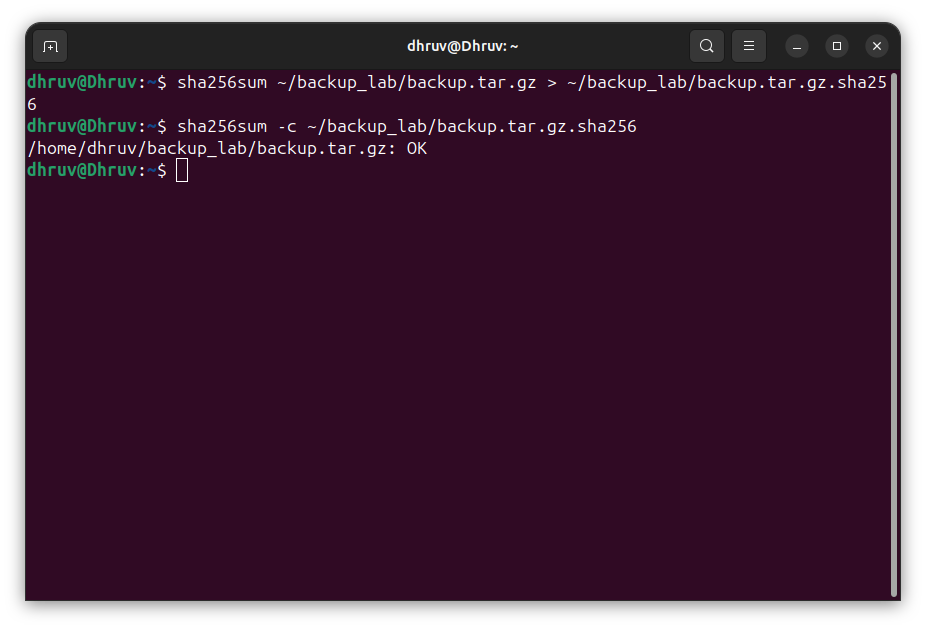 dhruv@Dhruv: ~
dhruv@Dhruv:~$ sha256sum ~/backup_lab/backup.tar.gz > ~/backup_lab/backup.tar.gz.sha25
6
dhruv@Dhruv:~$ sha256sum -c ~/backup_lab/backup.tar.gz.sha256
/home/dhruv/backup_lab/backup.tar.gz: OK
dhruv@Dhruv:~$